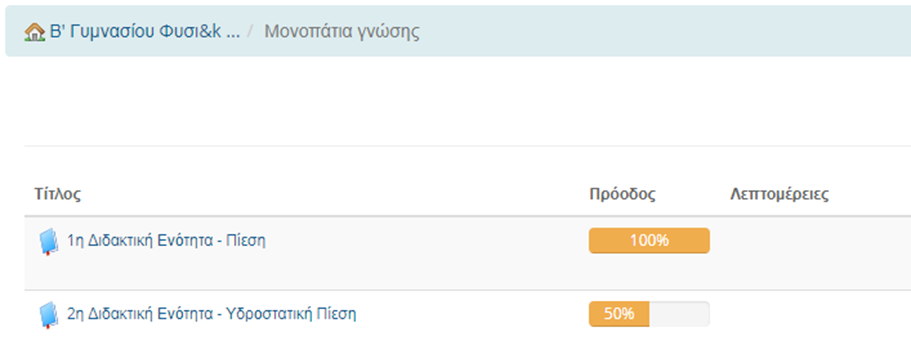 Β' Γυμνασίου Φυσι&k ... / Μονοπάτια γνώσης
Τίτλος Πρόοδος Λεπτομέρειες
1η Διδακτική Ενότητα - Πίεση 100%
2η Διδακτική Ενότητα - Υδροστατική Πίεση 50%